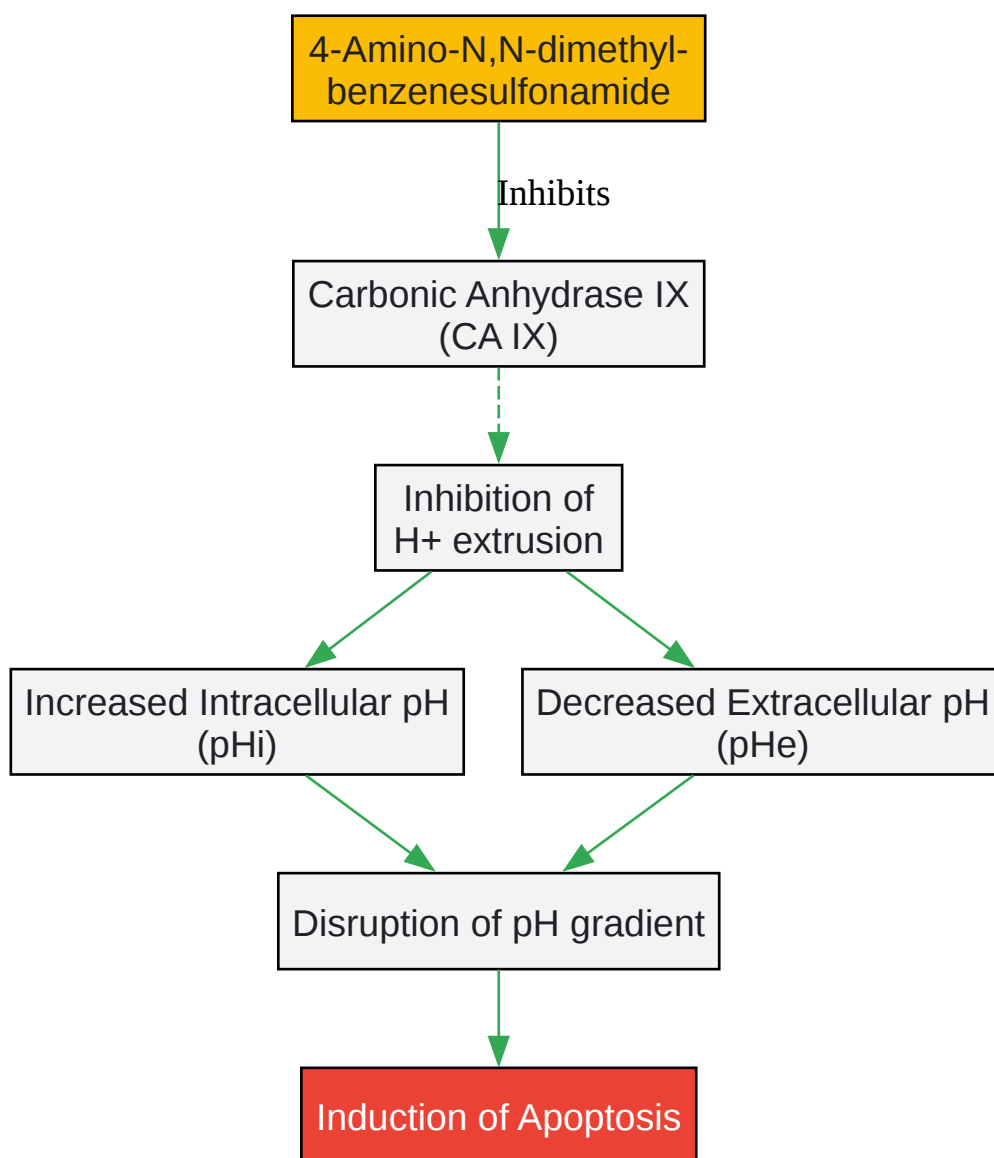 4-Amino-N,N-dimethyl-
benzenesulfonamide
Inhibits
Carbonic Anhydrase IX
(CA IX)
Inhibition of
H+ extrusion
Increased Intracellular pH
(pHi)
Decreased Extracellular pH
(pHe)
Disruption of pH gradient
Induction of Apoptosis